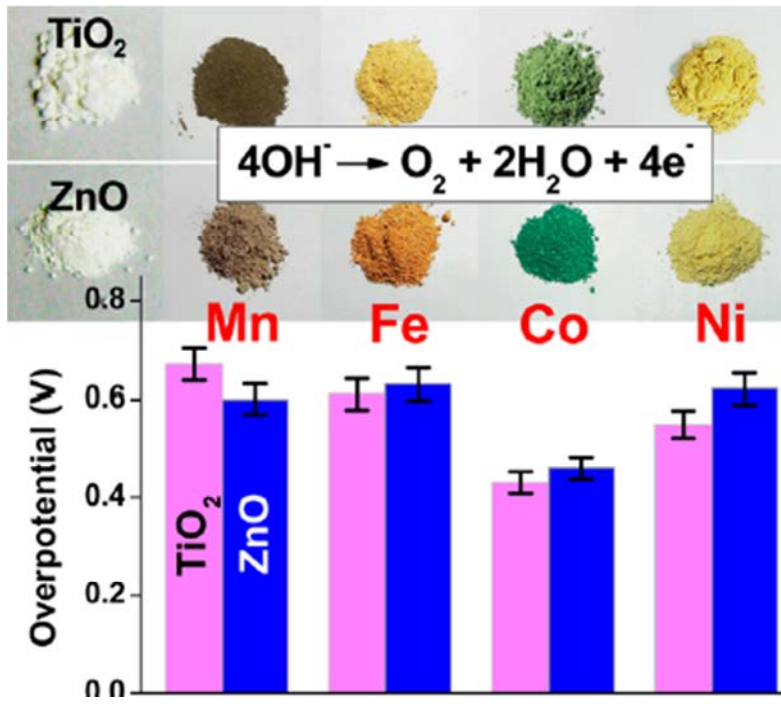 TiO₂
4OH⁻ → O₂ + 2H₂O + 4e⁻
ZnO
Mn Fe Co Ni
Overpotential (V)
0.8
0.6
0.4
0.2
0.0
TiO₂
ZnO